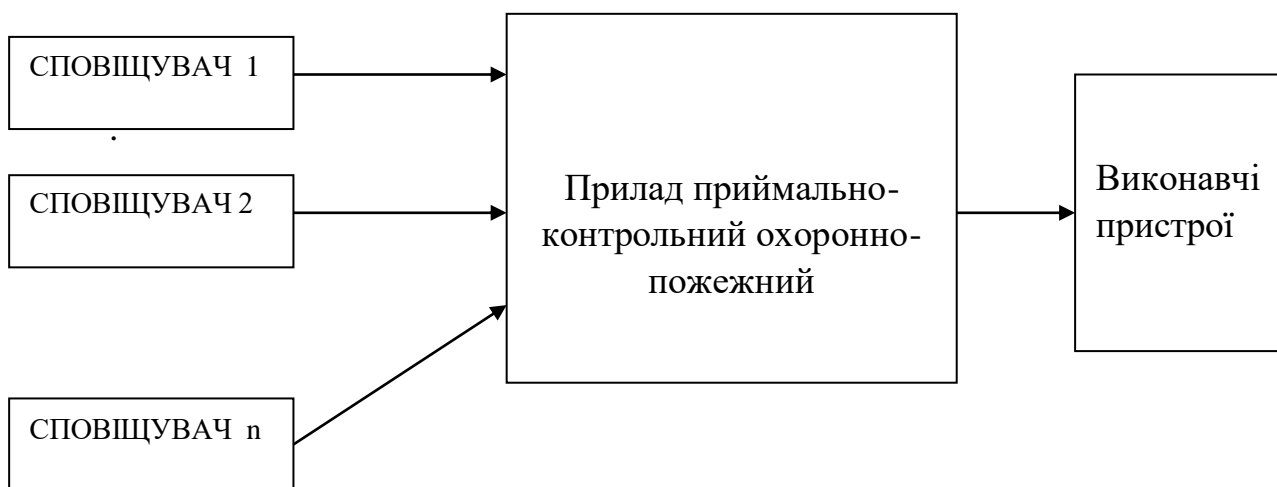 СПОВІЩУВАЧ 1
.
СПОВІЩУВАЧ 2
СПОВІЩУВАЧ n
Прилад приймально-
контрольний охоронно-
пожежний
Виконавчі
пристрої